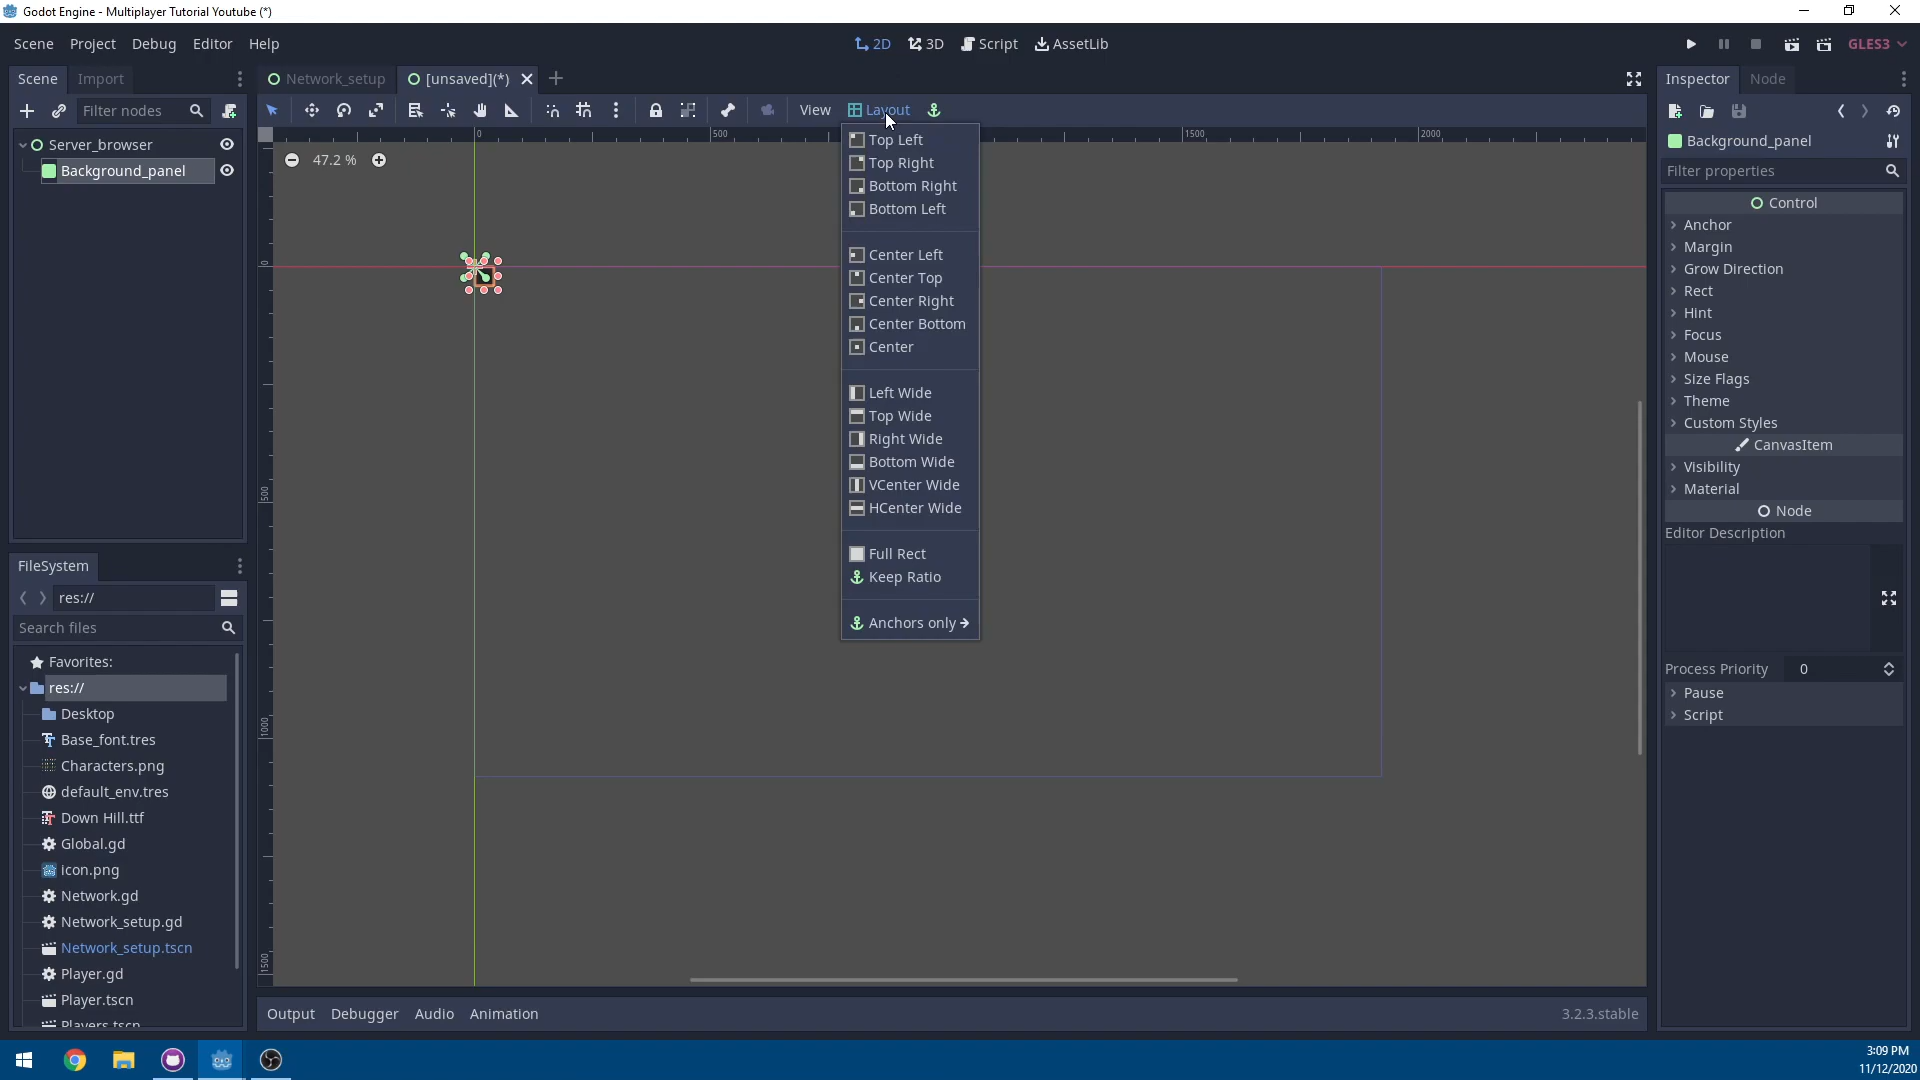 Godot Engine - Multiplayer Tutorial Youtube (*)
Scene Project Debug Editor Help
2D 3D Script AssetLib
GLES3
Scene Import
Filter nodes
Server_browser
Background_panel
Network_setup [unsaved](*)
View Layout
0 500 1500 2000
47.2 %
0
500
1000
1500
Top Left
Top Right
Bottom Right
Bottom Left
Center Left
Center Top
Center Right
Center Bottom
Center
Left Wide
Top Wide
Right Wide
Bottom Wide
VCenter Wide
HCenter Wide
Full Rect
Keep Ratio
Anchors only
FileSystem
res://
Search files
Favorites:
res://
Desktop
Base_font.tres
Characters.png
default_env.tres
Down Hill.ttf
Global.gd
icon.png
Network.gd
Network_setup.gd
Network_setup.tscn
Player.gd
Player.tscn
Players.tscn
Output Debugger Audio Animation
3.2.3.stable
Inspector Node
Background_panel
Filter properties
Control
Anchor
Margin
Grow Direction
Rect
Hint
Focus
Mouse
Size Flags
Theme
Custom Styles
CanvasItem
Visibility
Material
Node
Editor Description
Process Priority 0
Pause
Script
3:09 PM
11/12/2020